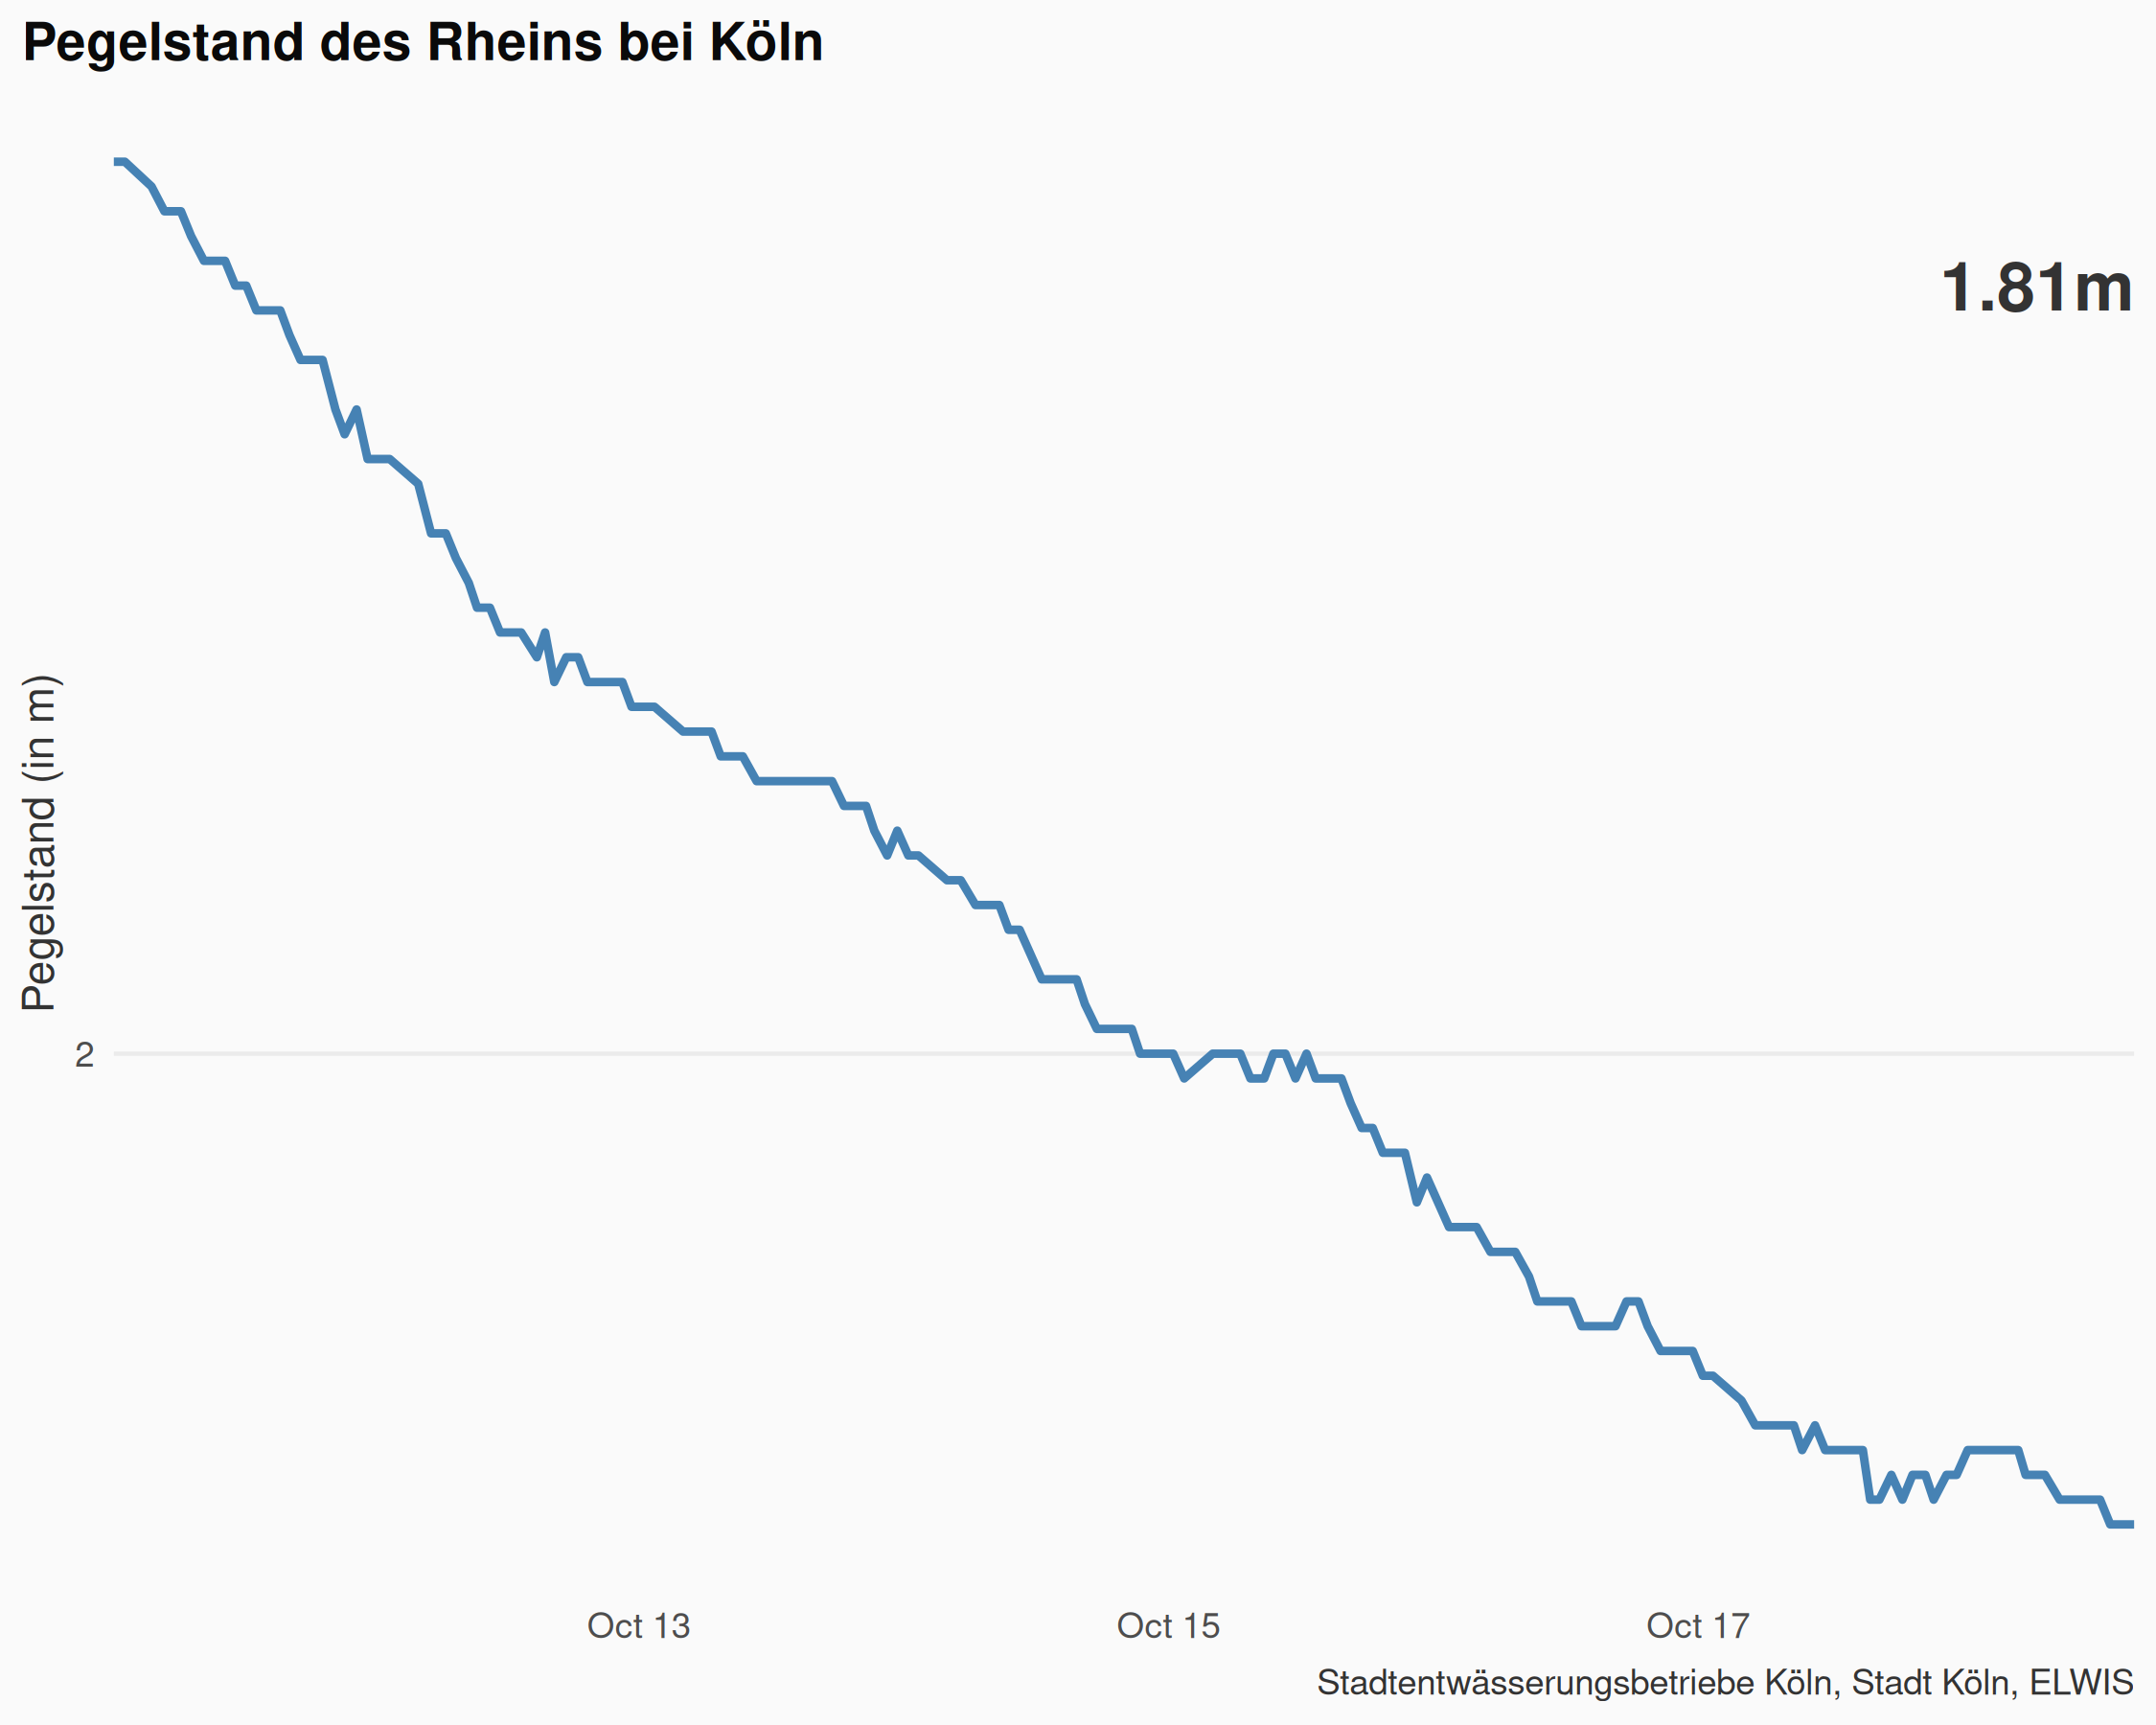 Pegelstand des Rheins bei Köln
1.81m
Pegelstand (in m)
2
Oct 13
Oct 15
Oct 17
Stadtentwässerungsbetriebe Köln, Stadt Köln, ELWIS